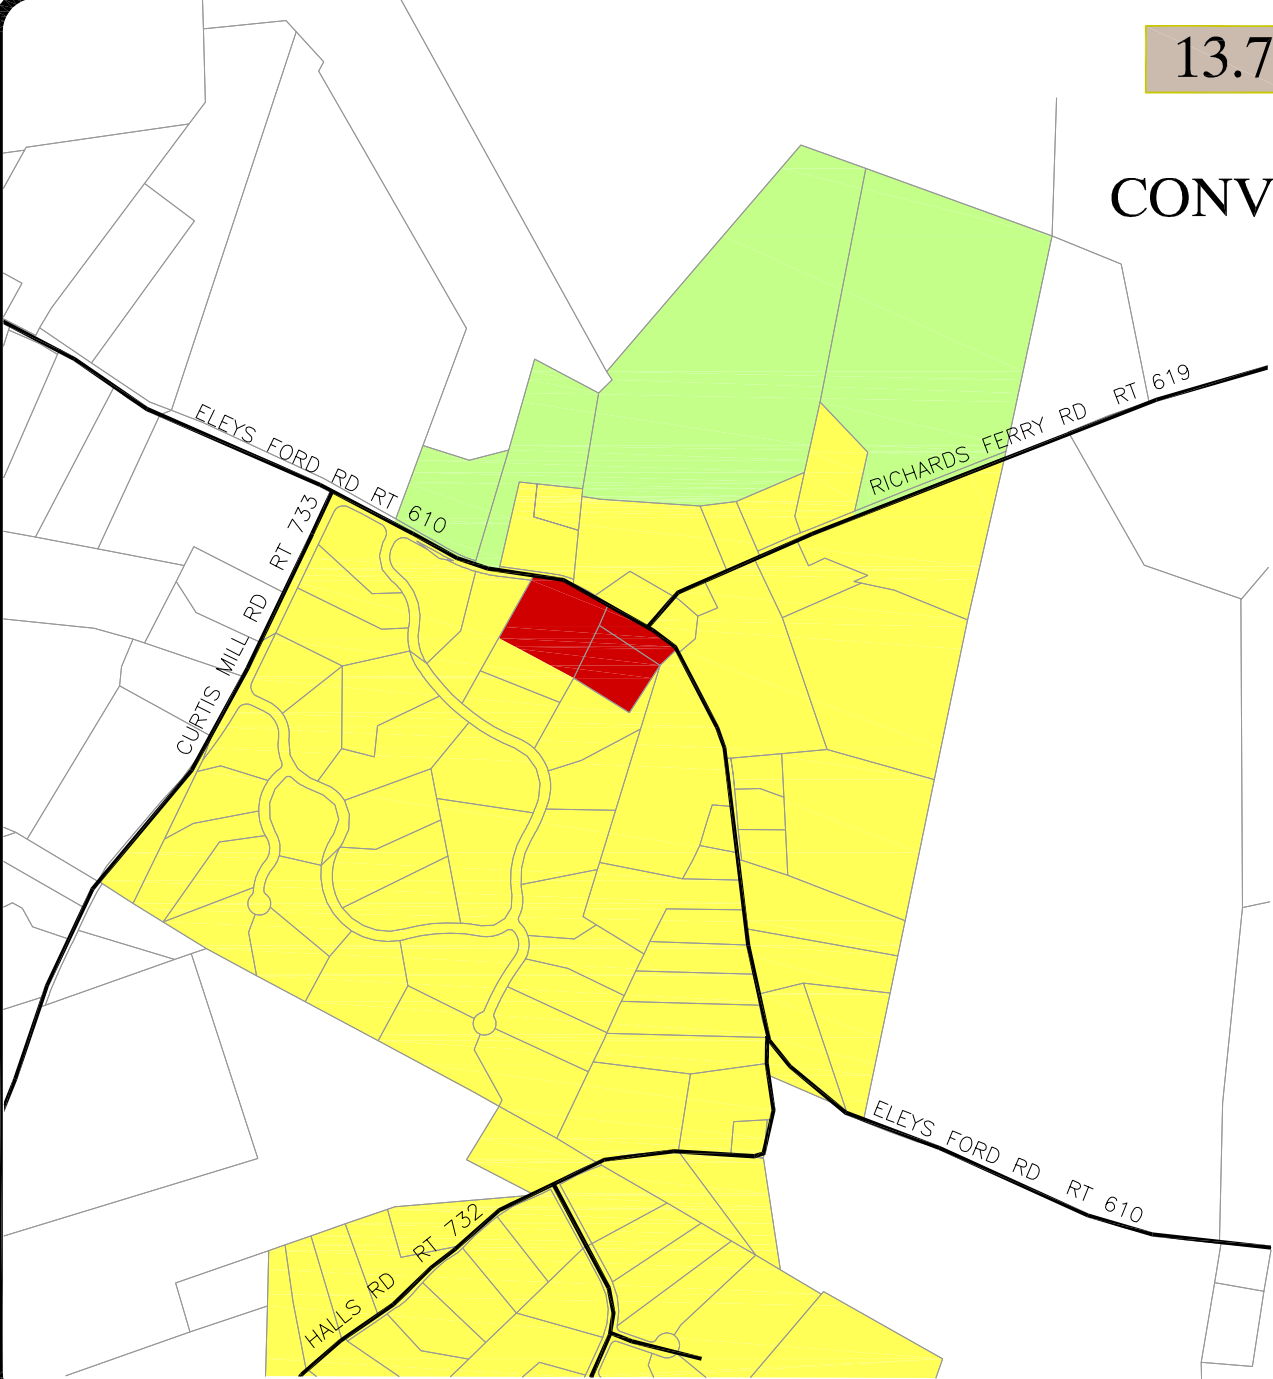 13.7
CONV
RICHARDS FERRY RD RT 619
ELEYS FORD RD RT 610
CURTIS MILL RD RT 733
ELEYS FORD RD RT 610
HALLS RD RT 732